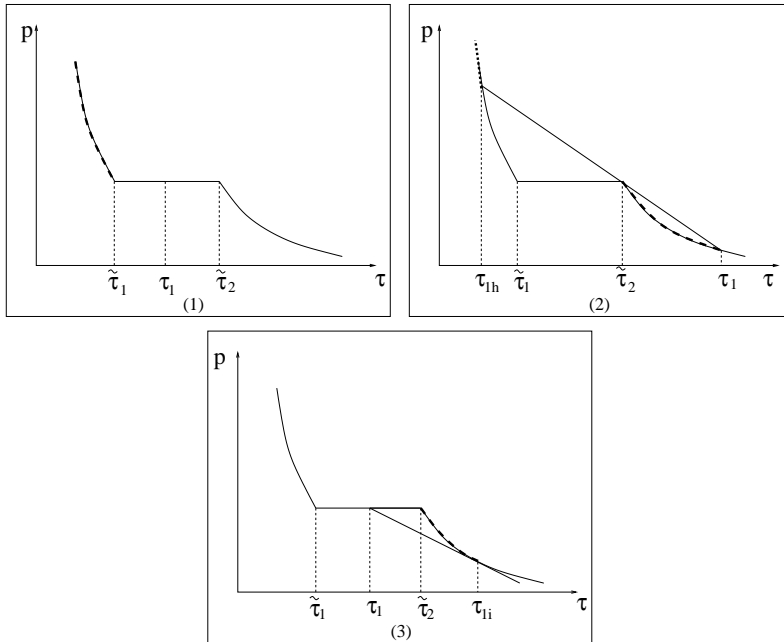 p
τ̃₁ τ₁ τ̃₂ τ
(1)
p
τ₁ₕ τ̃₁ τ̃₂ τ₁ τ
(2)
p
τ̃₁ τ₁ τ̃₂ τ₁ᵢ τ
(3)